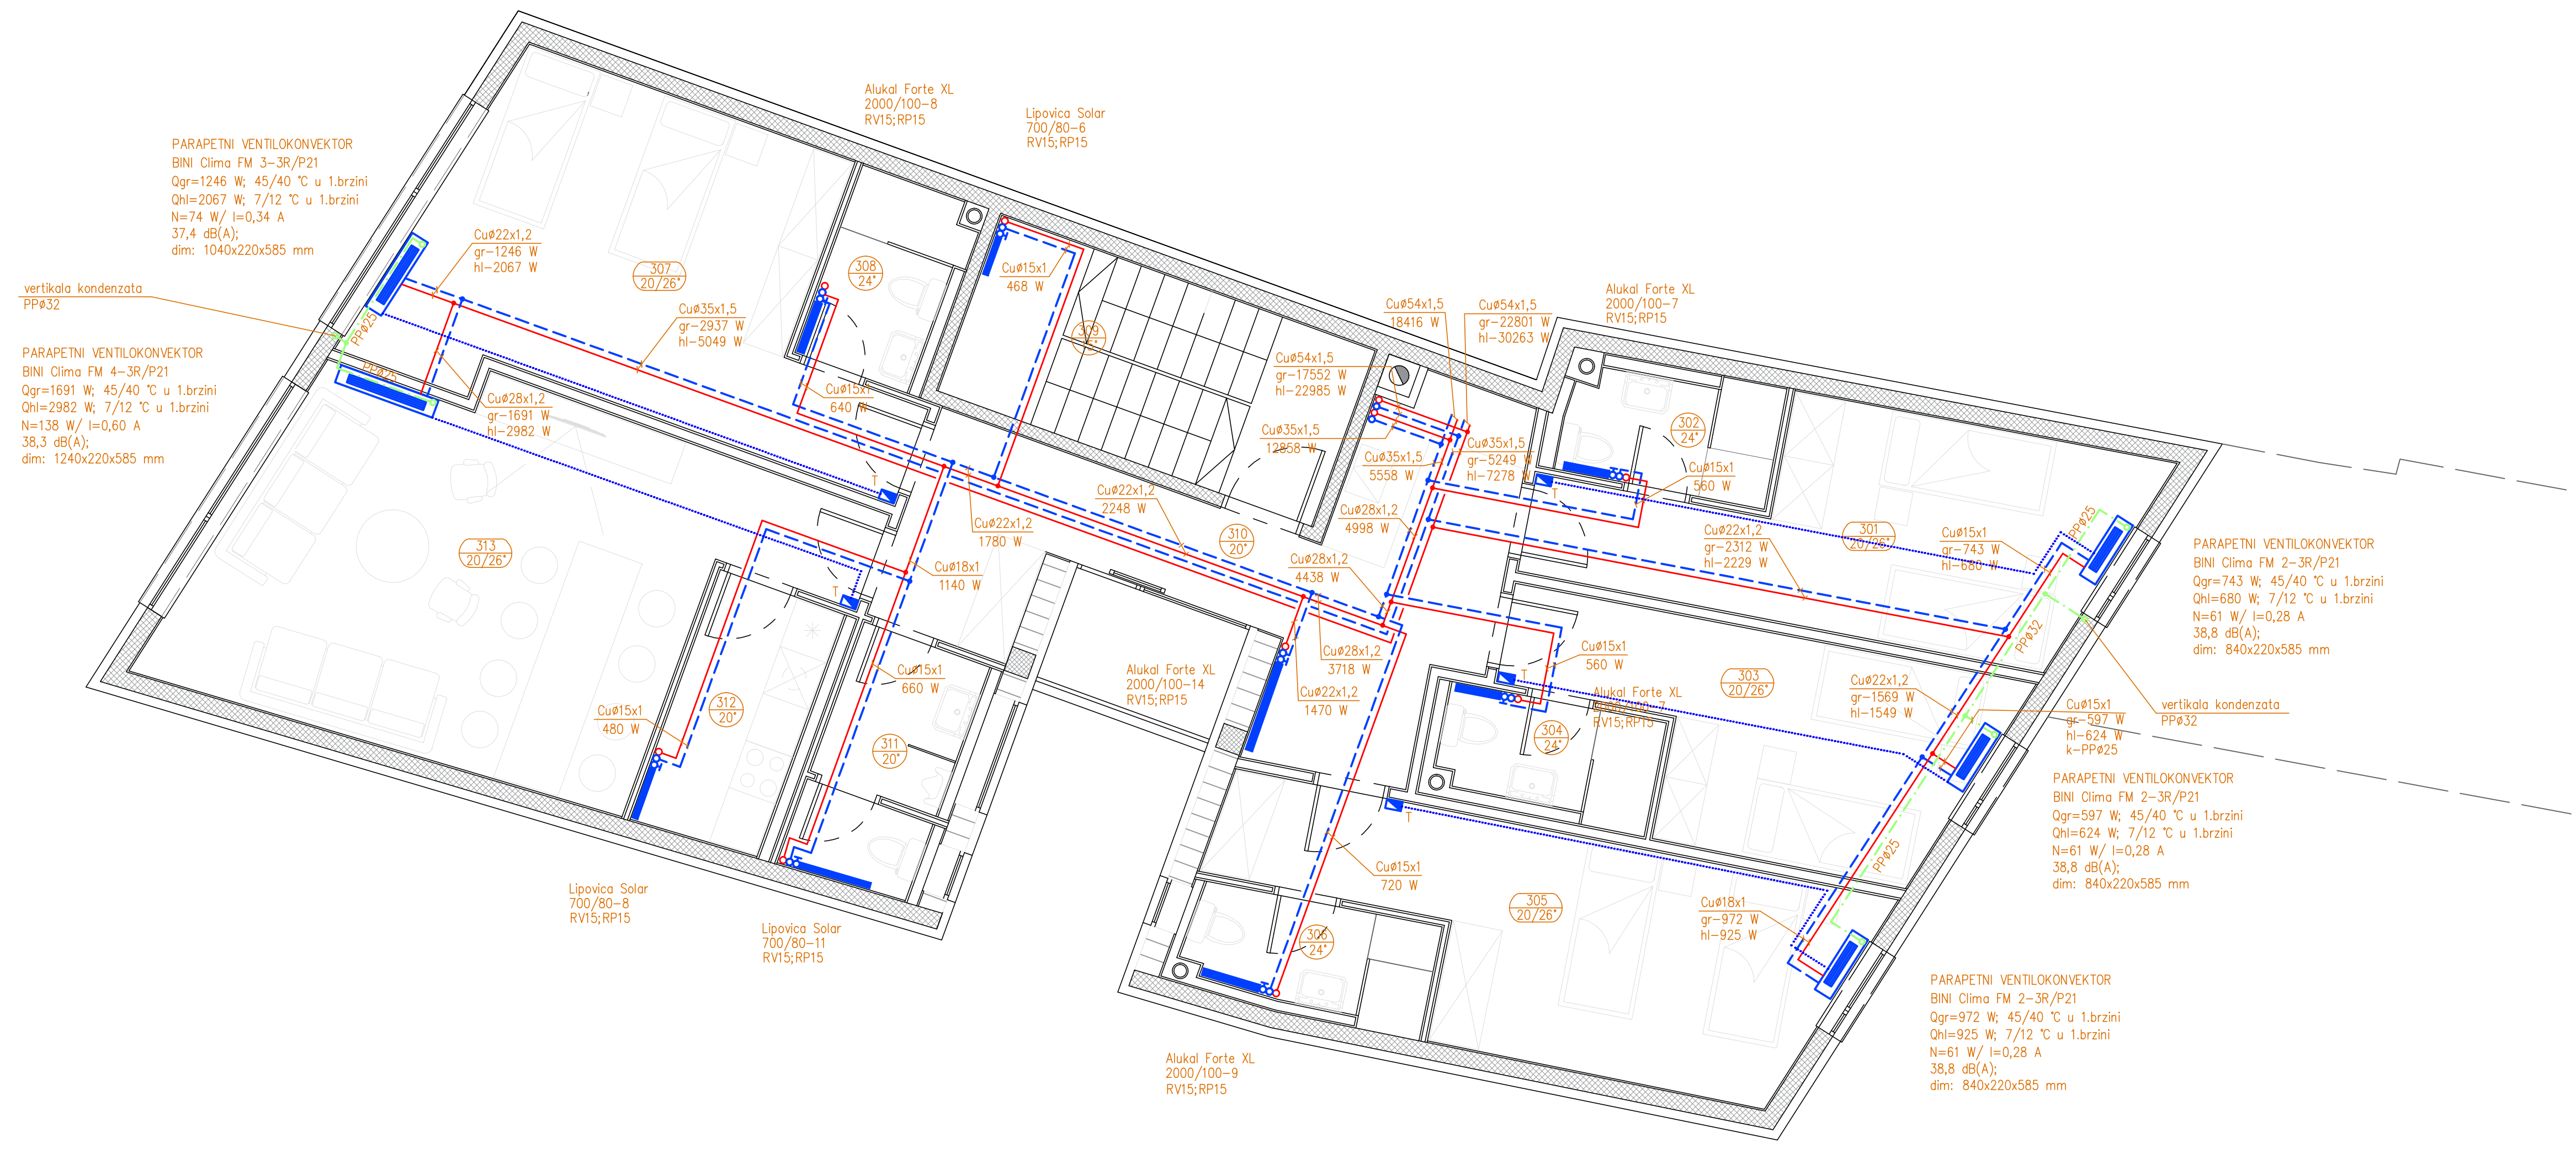 Alukal Forte XL
2000/100-8
RV15;RP15
Lipovica Solar
700/80-6
RV15;RP15
PARAPETNI VENTILOKONVEKTOR
BINI Clima FM 3-3R/P21
Qgr=1246 W; 45/40 °C u 1.brzini
Qhl=2067 W; 7/12 °C u 1.brzini
N=74 W/ I=0,34 A
37,4 dB(A);
dim: 1040x220x585 mm
vertikala kondenzata
PPø32
PARAPETNI VENTILOKONVEKTOR
BINI Clima FM 4-3R/P21
Qgr=1691 W; 45/40 °C u 1.brzini
Qhl=2982 W; 7/12 °C u 1.brzini
N=138 W/ I=0,60 A
38,3 dB(A);
dim: 1240x220x585 mm
Cuø22x1,2
gr-1246 W
hl-2067 W
307
20/26°
308
24°
Cuø15x1
468 W
309
Cuø35x1,5
gr-2937 W
hl-5049 W
PPø25
PPø25
Cuø28x1,2
gr-1691 W
hl-2982 W
Cuø15x1
640 W
Cuø54x1,5
18416 W
Cuø54x1,5
gr-22801 W
hl-30263 W
Alukal Forte XL
2000/100-7
RV15;RP15
Cuø54x1,5
gr-17552 W
hl-22985 W
Cuø35x1,5
12858 W
Cuø35x1,5
5558 W
Cuø35x1,5
gr-5249 W
hl-7278 W
302
24°
Cuø15x1
560 W
T
T
Cuø22x1,2
2248 W
Cuø22x1,2
1780 W
310
20°
Cuø28x1,2
4998 W
Cuø28x1,2
4438 W
Cuø22x1,2
gr-2312 W
hl-2229 W
301
20/26°
Cuø15x1
gr-743 W
hl-680 W
PPø25
PARAPETNI VENTILOKONVEKTOR
BINI Clima FM 2-3R/P21
Qgr=743 W; 45/40 °C u 1.brzini
Qhl=680 W; 7/12 °C u 1.brzini
N=61 W/ I=0,28 A
38,8 dB(A);
dim: 840x220x585 mm
313
20/26°
Cuø18x1
1140 W
T
Cuø15x1
660 W
Cuø28x1,2
3718 W
Cuø22x1,2
1470 W
Cuø15x1
560 W
T
Alukal Forte XL
2000/100-14
RV15;RP15
Alukal Forte XL
RV15;RP15
303
20/26°
PPø32
Cuø22x1,2
gr-1569 W
hl-1549 W
Cuø15x1
gr-597 W
hl-624 W
k-PPø25
vertikala kondenzata
PPø32
Cuø15x1
480 W
312
20°
311
20°
304
24°
T
PARAPETNI VENTILOKONVEKTOR
BINI Clima FM 2-3R/P21
Qgr=597 W; 45/40 °C u 1.brzini
Qhl=624 W; 7/12 °C u 1.brzini
N=61 W/ I=0,28 A
38,8 dB(A);
dim: 840x220x585 mm
PPø25
Cuø15x1
720 W
Lipovica Solar
700/80-8
RV15;RP15
Lipovica Solar
700/80-11
RV15;RP15
305
20/26°
Cuø18x1
gr-972 W
hl-925 W
306
24°
PARAPETNI VENTILOKONVEKTOR
BINI Clima FM 2-3R/P21
Qgr=972 W; 45/40 °C u 1.brzini
Qhl=925 W; 7/12 °C u 1.brzini
N=61 W/ I=0,28 A
38,8 dB(A);
dim: 840x220x585 mm
Alukal Forte XL
2000/100-9
RV15;RP15